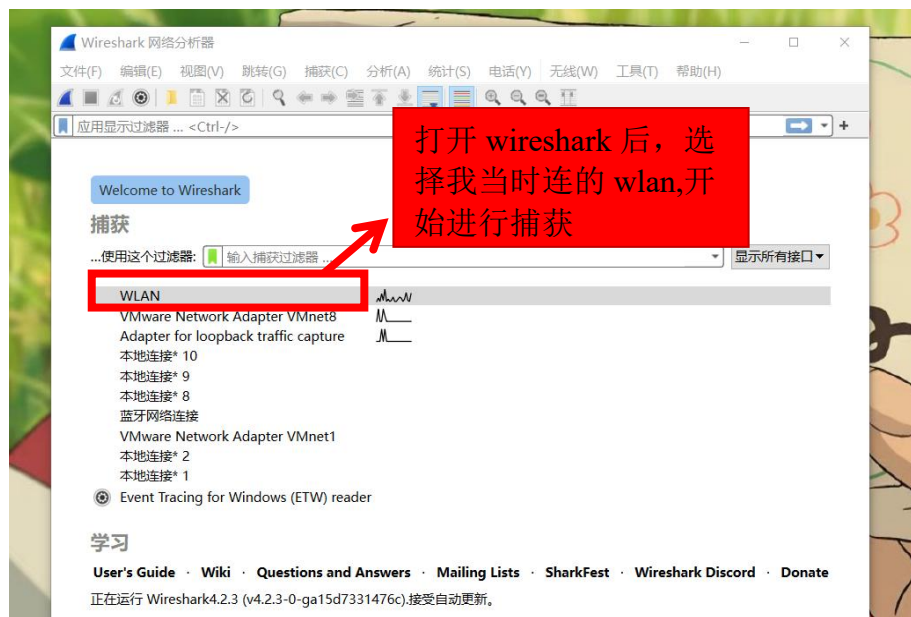 Wireshark 网络分析器
文件(F) 编辑(E) 视图(V) 跳转(G) 捕获(C) 分析(A) 统计(S) 电话(Y) 无线(W) 工具(T) 帮助(H)
应用显示过滤器 ... <Ctrl-/>
打开 wireshark 后，选
择我当时连的 wlan,开
始进行捕获
Welcome to Wireshark
捕获
...使用这个过滤器: 输入捕获过滤器 ... 显示所有接口
WLAN
VMware Network Adapter VMnet8
Adapter for loopback traffic capture
本地连接* 10
本地连接* 9
本地连接* 8
蓝牙网络连接
VMware Network Adapter VMnet1
本地连接* 2
本地连接* 1
Event Tracing for Windows (ETW) reader
学习
User's Guide · Wiki · Questions and Answers · Mailing Lists · SharkFest · Wireshark Discord · Donate
正在运行 Wireshark4.2.3 (v4.2.3-0-ga15d7331476c).接受自动更新。